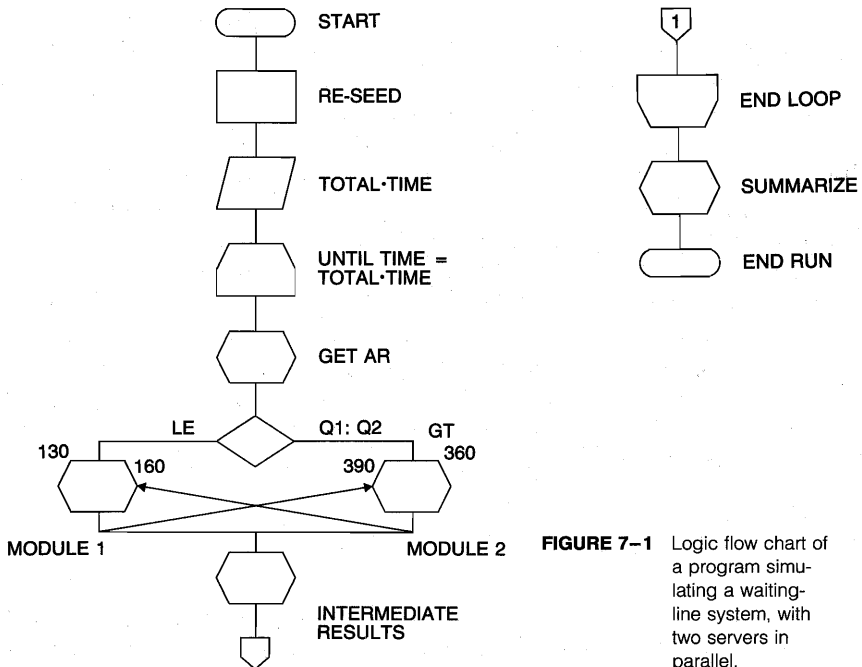 START
RE-SEED
TOTAL·TIME
UNTIL TIME =
TOTAL·TIME
GET AR
LE
Q1: Q2
GT
130
160
390
360
MODULE 1
MODULE 2
INTERMEDIATE
RESULTS
1
END LOOP
SUMMARIZE
END RUN
FIGURE 7–1 Logic flow chart of
a program simu-
lating a waiting-
line system, with
two servers in
parallel.